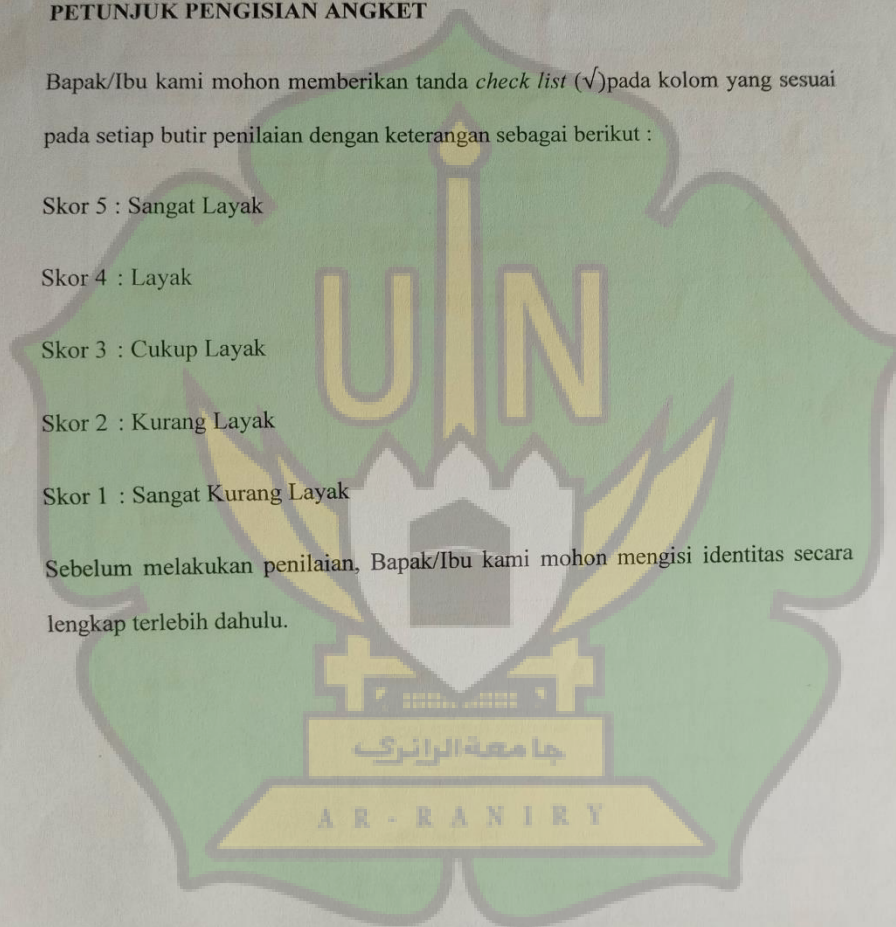 PETUNJUK PENGISIAN ANGKET
Bapak/Ibu kami mohon memberikan tanda check list (√)pada kolom yang sesuai
pada setiap butir penilaian dengan keterangan sebagai berikut :
Skor 5 : Sangat Layak
Skor 4 : Layak
Skor 3 : Cukup Layak
Skor 2 : Kurang Layak
Skor 1 : Sangat Kurang Layak
Sebelum melakukan penilaian, Bapak/Ibu kami mohon mengisi identitas secara
lengkap terlebih dahulu.
UIN
جامعة الرانري
AR-RANIRY